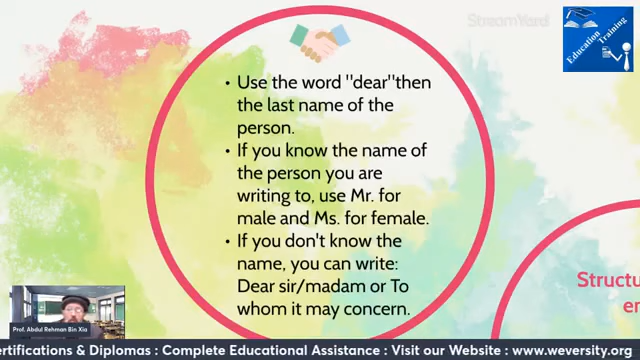 StreamYard
Education Training
• Use the word "dear"then
the last name of the
person.
• If you know the name of
the person you are
writing to, use Mr. for
male and Ms. for female.
• If you don't know the
name, you can write:
Dear sir/madam or To
whom it may concern.
Structu
en
Prof. Abdul Rehman Bin Xia
ertifications & Diplomas : Complete Educational Assistance : Visit our Website : www.weversity.org